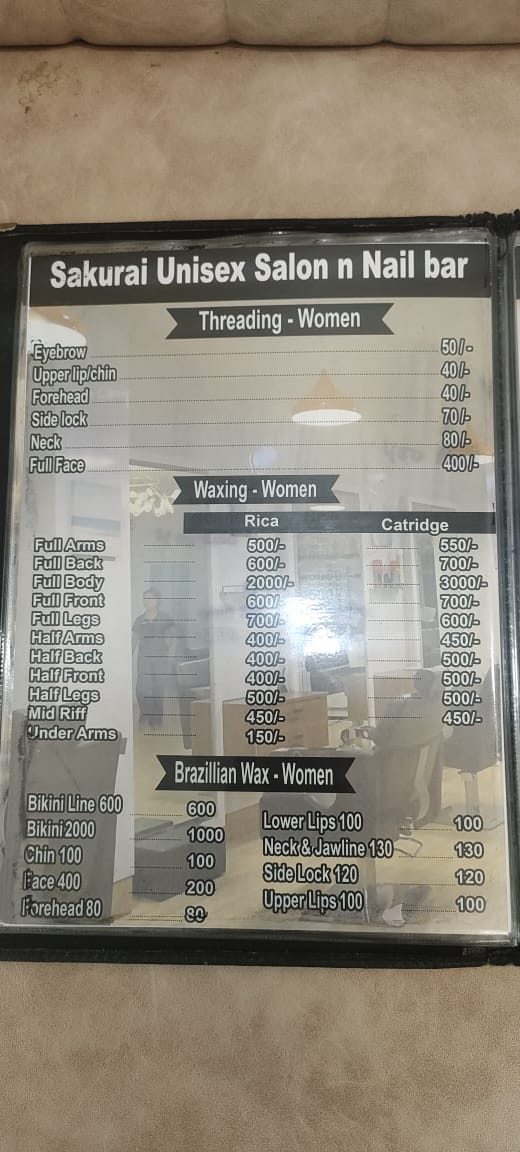 Sakurai Unisex Salon n Nail bar
Threading - Women
Eyebrow 50/-
Upper lip/chin 40/-
Forehead 40/-
Side lock 70/-
Neck 80/-
Full Face 400/-
Waxing - Women
Rica Catridge
Full Arms 500/- 550/-
Full Back 600/- 700/-
Full Body 2000/- 3000/-
Full Front 600/- 700/-
Full Legs 700/- 600/-
Half Arms 400/- 450/-
Half Back 400/- 500/-
Half Front 400/- 500/-
Half Legs 500/- 500/-
Mid Riff 450/- 450/-
Under Arms 150/-
Brazillian Wax - Women
Bikini Line 600 600
Bikini 2000 1000
Chin 100 100
Face 400 200
Forehead 80 80
Lower Lips 100 100
Neck & Jawline 130 130
Side Lock 120 120
Upper Lips 100 100